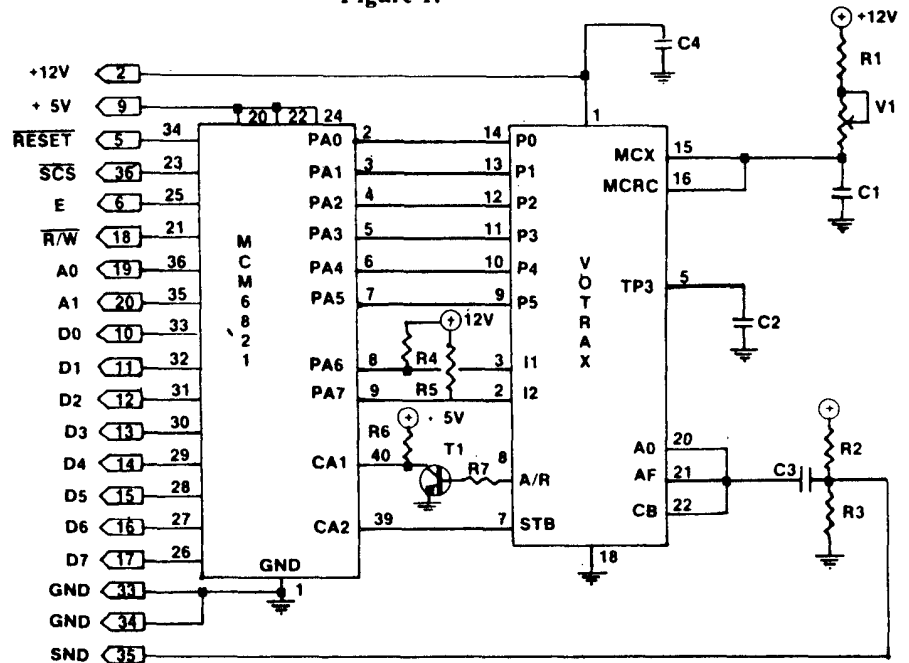 Figure 1.
+12V
R1
V1
C4
+12V 2
+ 5V 9 20 22 24 1
RESET 5 34 PA0 2 14 P0
MCX 15
SCS 36 23 PA1 3 13 P1
MCRC 16 C1
E 6 25 PA2 4 12 P2
R/W 18 21 PA3 5 11 P3
A0 19 36 PA4 6 10 P4
TP3 5
A1 20 35 PA5 7 9 P5
MCM6821
VOTRAX
D0 10 33 12V C2
D1 11 32 PA6 8 R4 3 I1
D2 12 31 PA7 9 R5 2 I2
D3 13 30 R6 + 5V
T1 A0 20 R2
D4 14 29 CA1 40 R7 8 A/R AF 21 C3
D5 15 28 CB 22 R3
D6 16 27 CA2 39 7 STB
D7 17 26 GND 18
GND 33 1
GND 34
SND 35